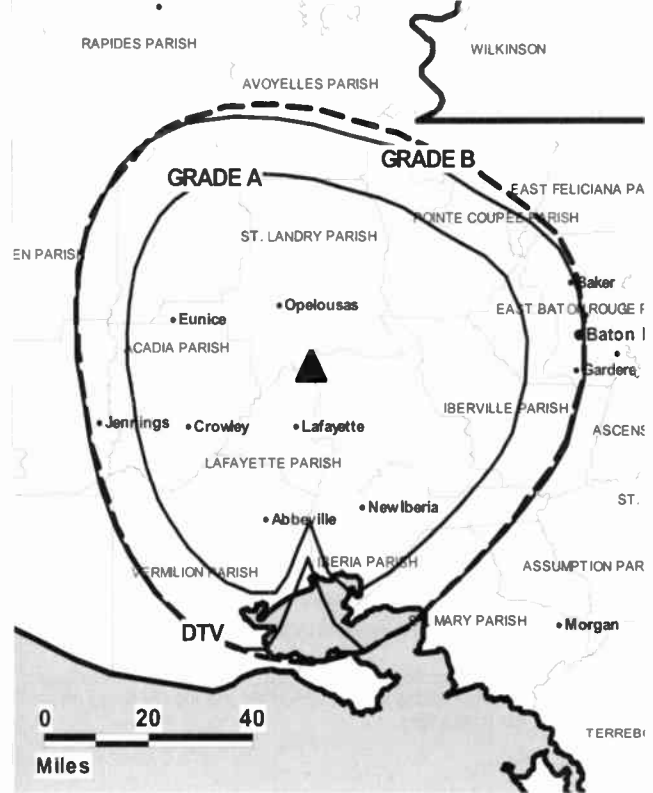 RAPIDES PARISH
WILKINSON
AVOYELLES PARISH
GRADE B
GRADE A
EAST FELICIANA PA
POINTE COUPEE PARISH
ST. LANDRY PARISH
EN PARISH
Baker
Opelousas
EAST BATON ROUGE P
Eunice
Baton
ACADIA PARISH
Gardere
IBERVILLE PARISH
Jennings
Crowley
Lafayette
ASCENS
LAFAYETTE PARISH
ST.
New Iberia
Abbeville
IBERIA PARISH
ASSUMPTION PAR
VERMILION PARISH
MARY PARISH
Morgan
DTV
0 20 40
TERREB
Miles